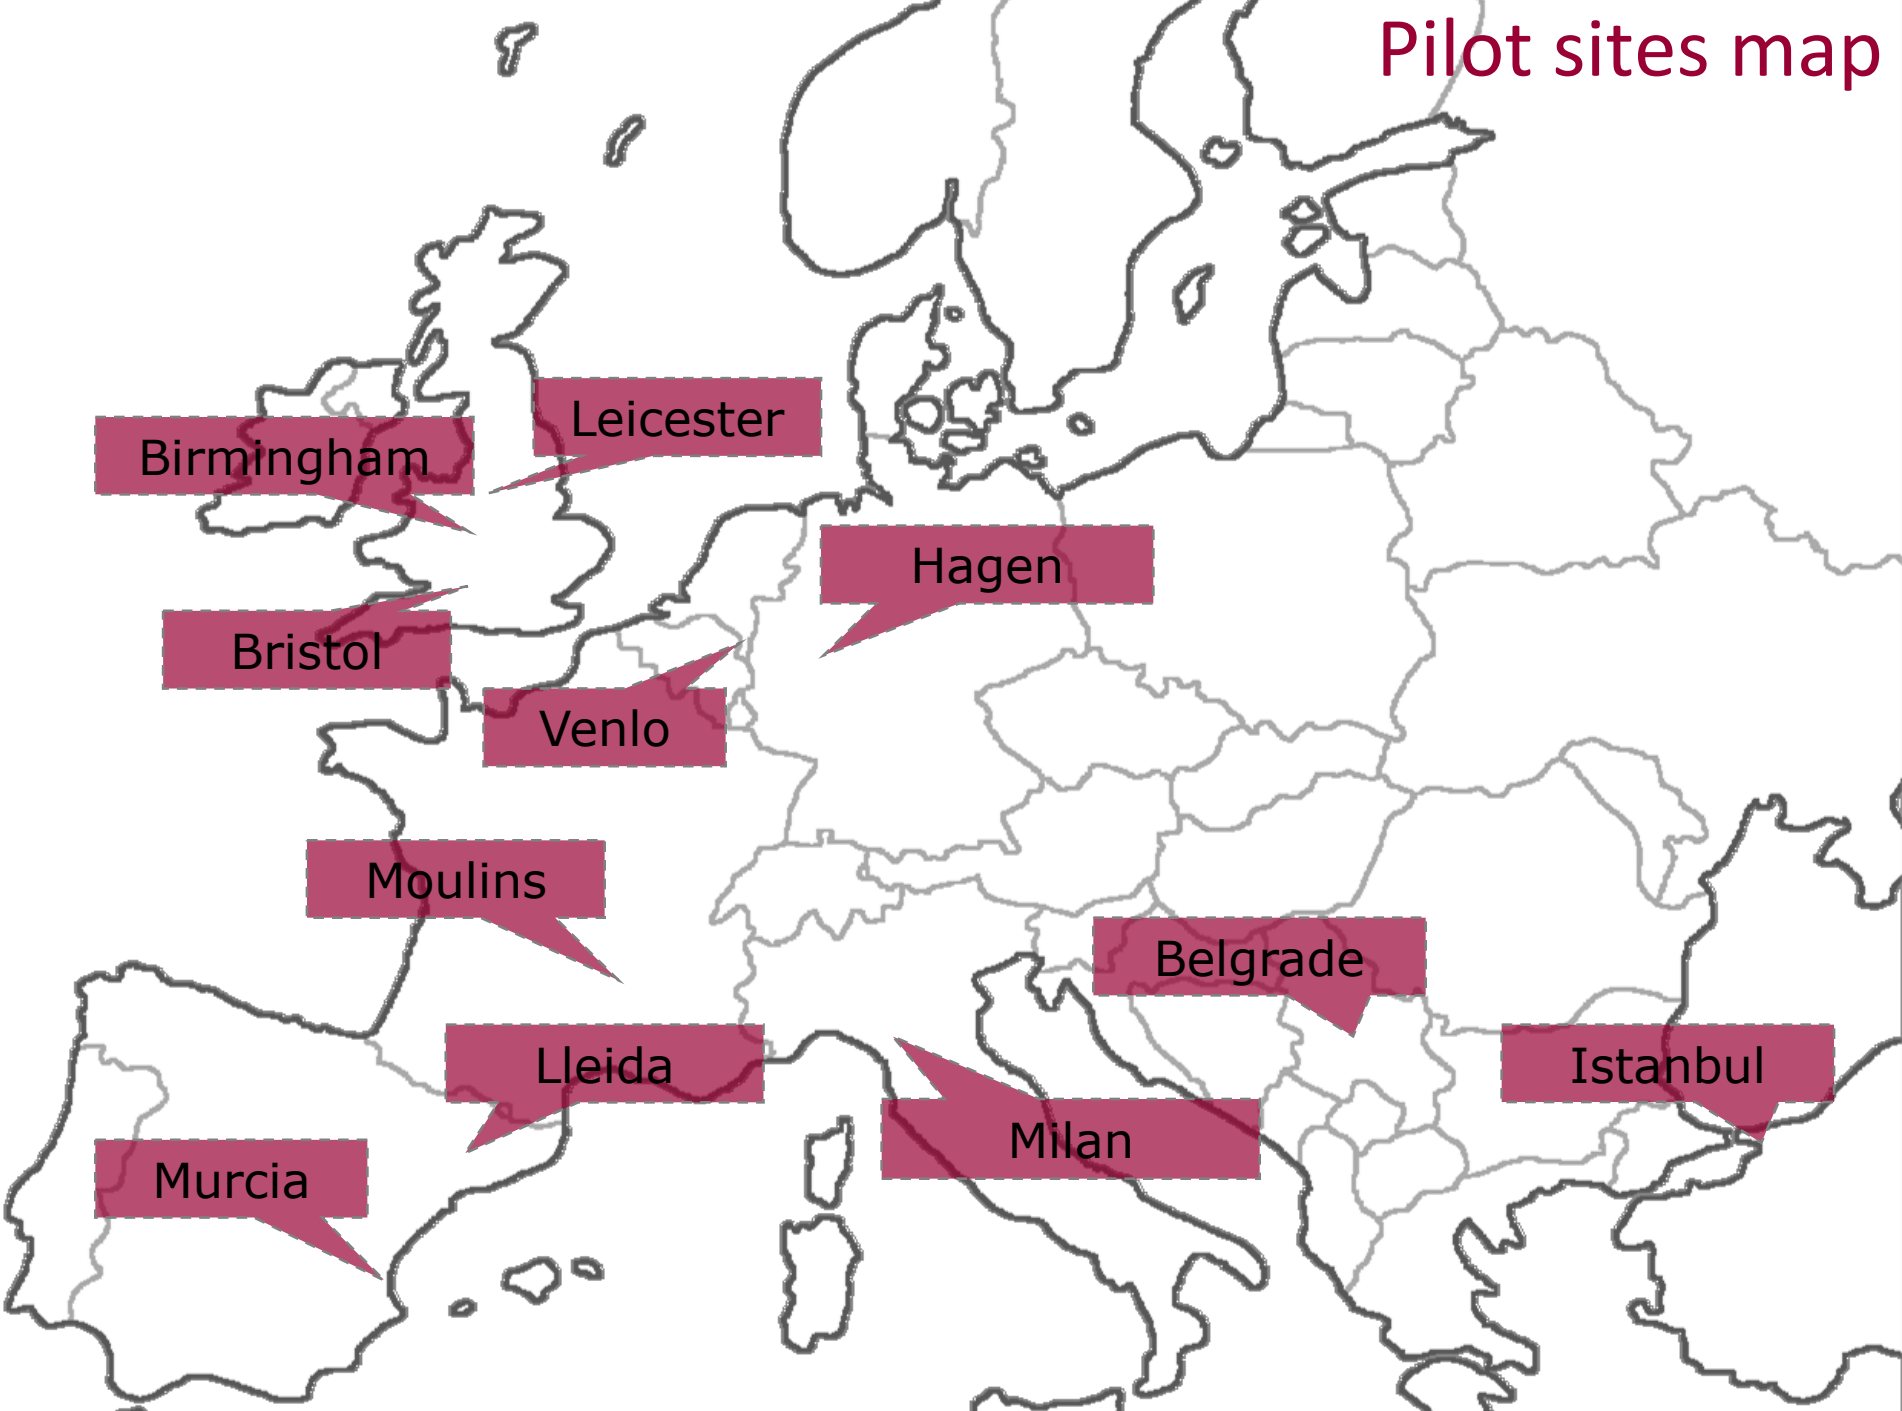 Pilot sites map
Leicester
Birmingham
Hagen
Bristol
Venlo
Moulins
Belgrade
Lleida
Istanbul
Milan
Murcia